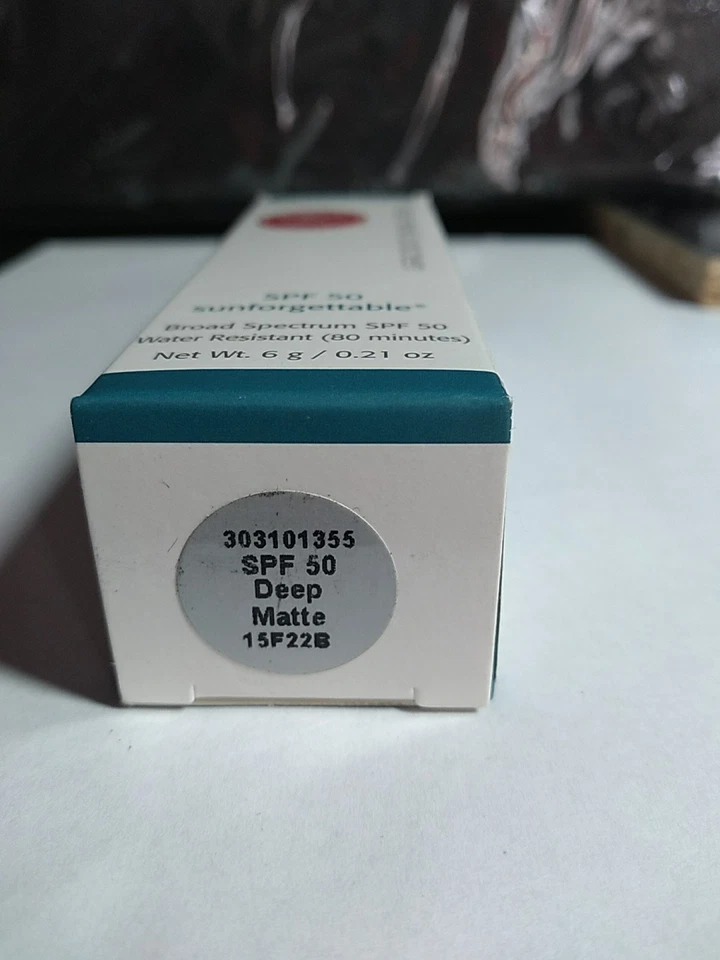 SPF 50
sunforgettable®
Broad Spectrum SPF 50
Water Resistant (80 minutes)
Net Wt. 6 g / 0.21 oz
303101355
SPF 50
Deep
Matte
15F22B